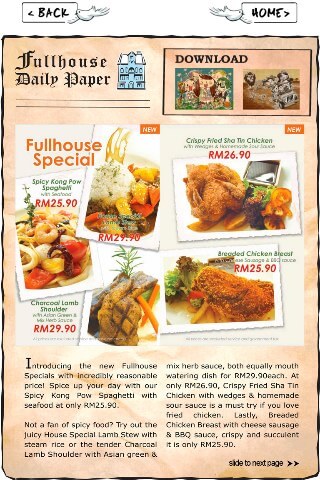 < BACK
HOME>
Fullhouse
Daily Paper
DOWNLOAD
NEW
NEW
Fullhouse
Special
Crispy Fried Sha Tin Chicken
with Wedges & Homemade Sour Sauce
RM26.90
Spicy Kong Pow
Spaghetti
with Seafood
RM25.90
RM29.90
Breaded Chicken Breast
Sausage & BBQ sauce
RM25.90
Charcoal Lamb
Shoulder
with Asian Green &
Mix Herb Sauce
RM29.90
Introducing the new Fullhouse
Specials with incredibly reasonable
price! Spice up your day with our
Spicy Kong Pow Spaghetti with
seafood at only RM25.90.
Not a fan of spicy food? Try out the
juicy House Special Lamb Stew with
steam rice or the tender Charcoal
Lamb Shoulder with Asian green &
mix herb sauce, both equally mouth
watering dish for RM29.90each. At
only RM26.90, Crispy Fried Sha Tin
Chicken with wedges & homemade
sour sauce is a must try if you love
fried chicken. Lastly, Breaded
Chicken Breast with cheese sausage
& BBQ sauce, crispy and succulent
it is only RM25.90.
slide to next page >>